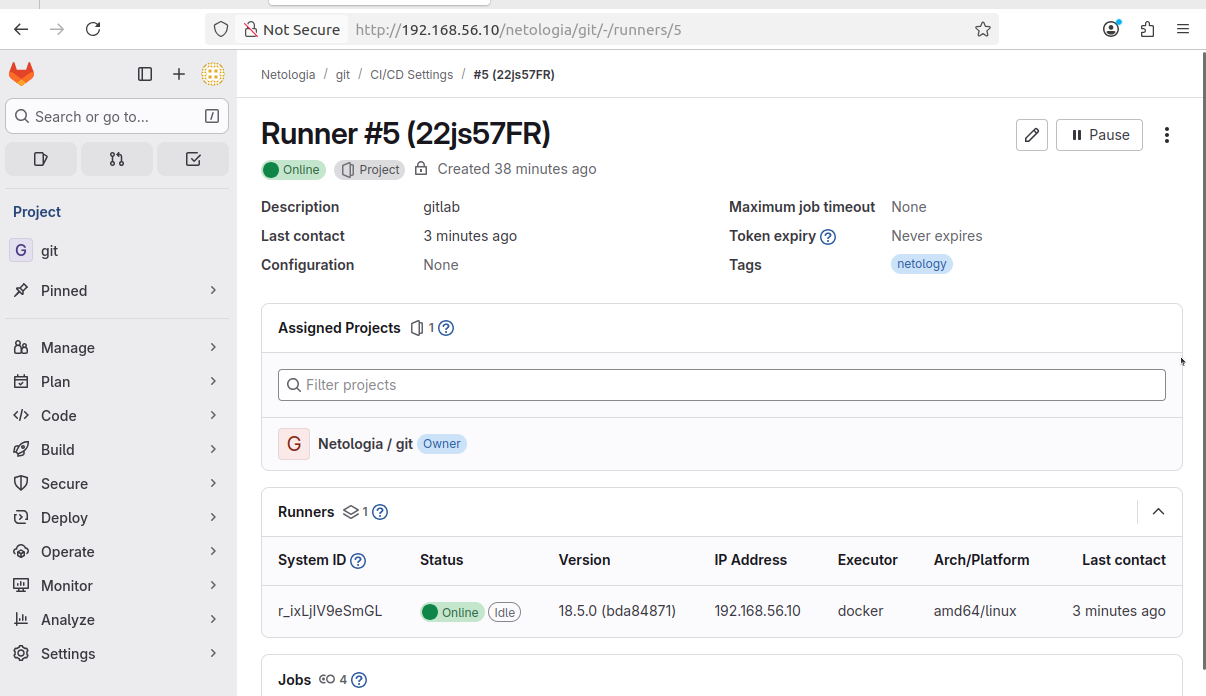 Not Secure http://192.168.56.10/netologia/git/-/runners/5
Search or go to... /
Project
G git
Pinned
Manage
Plan
Code
Build
Secure
Deploy
Operate
Monitor
Analyze
Settings
Netologia / git / CI/CD Settings / #5 (22js57FR)
Runner #5 (22js57FR)
Pause
Online Project Created 38 minutes ago
Description gitlab Maximum job timeout None
Last contact 3 minutes ago Token expiry ? Never expires
Configuration None Tags netology
Assigned Projects 1 ?
Filter projects
G Netologia / git Owner
Runners 1 ?
System ID ? Status Version IP Address Executor Arch/Platform Last contact
r_ixLjlV9eSmGL Online Idle 18.5.0 (bda84871) 192.168.56.10 docker amd64/linux 3 minutes ago
Jobs 4 ?